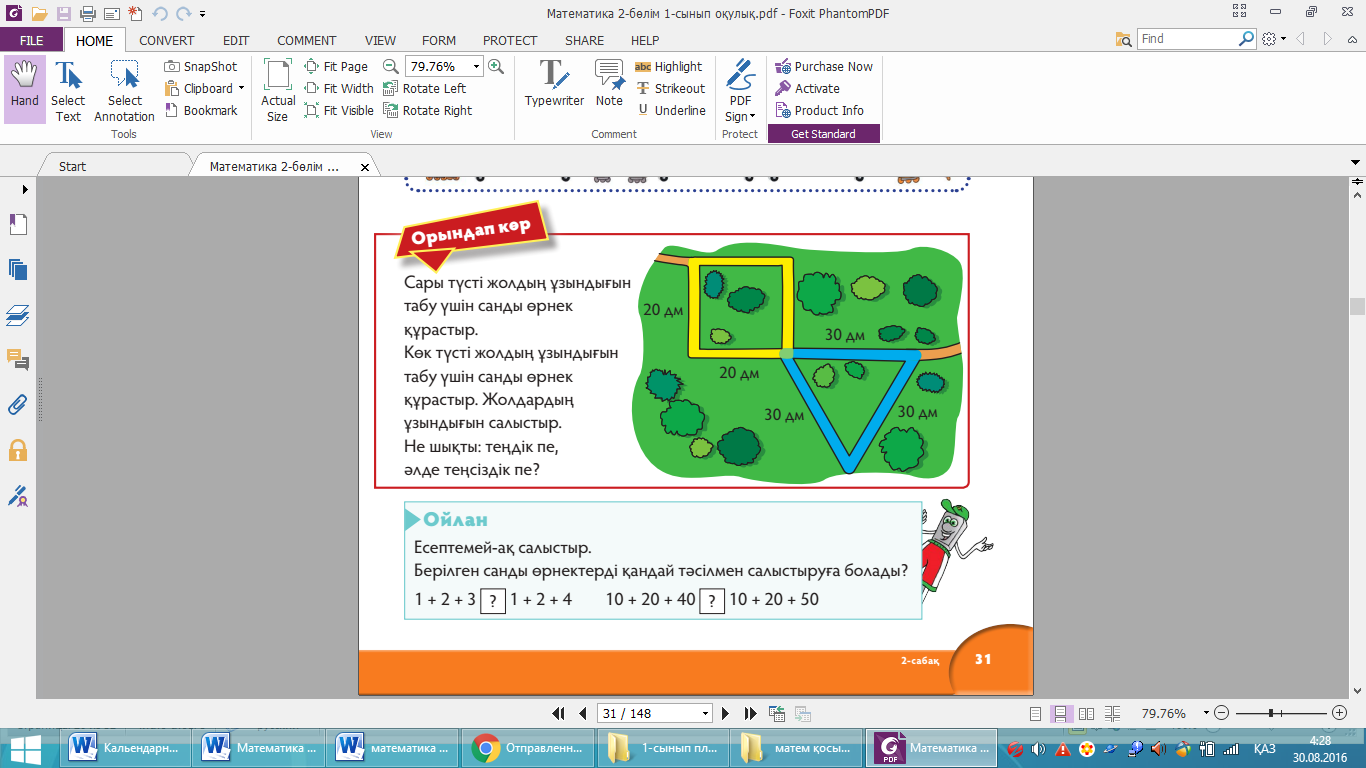 Математика 2-бөлім 1-сынып оқулық.pdf - Foxit PhantomPDF
FILE HOME CONVERT EDIT COMMENT VIEW FORM PROTECT SHARE HELP
Find
Hand
Select Text
Select Annotation
SnapShot
Clipboard
Bookmark
Tools
Actual Size
Fit Page
Fit Width
Fit Visible
79.76%
Rotate Left
Rotate Right
View
Typewriter
Note
Highlight
Strikeout
Underline
Comment
PDF Sign
Protect
Purchase Now
Activate
Product Info
Get Standard
Start
Математика 2-бөлім ...
Орындап көр
Сары түсті жолдың ұзындығын
табу үшін санды өрнек
құрастыр.
Көк түсті жолдың ұзындығын
табу үшін санды өрнек
құрастыр. Жолдардың
ұзындығын салыстыр.
Не шықты: теңдік пе,
әлде теңсіздік пе?
20 дм
30 дм
20 дм
30 дм
30 дм
Ойлан
Есептемей-ақ салыстыр.
Берілген санды өрнектерді қандай тәсілмен салыстыруға болады?
1 + 2 + 3 ? 1 + 2 + 4 10 + 20 + 40 ? 10 + 20 + 50
2-сабақ 31
31 / 148
79.76%
Кальендарн...
Математика ...
математика ...
Отправленн...
1-сынып пл...
матем қосы...
Математика ...
ҚАЗ
4:28
30.08.2016